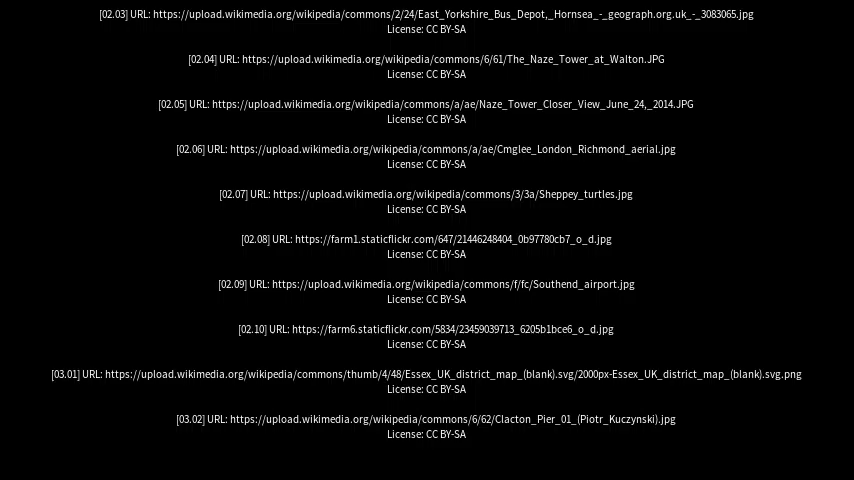 [02.03] URL: https://upload.wikimedia.org/wikipedia/commons/2/24/East_Yorkshire_Bus_Depot,_Hornsea_-_geograph.org.uk_-_3083065.jpg
License: CC BY-SA
[02.04] URL: https://upload.wikimedia.org/wikipedia/commons/6/61/The_Naze_Tower_at_Walton.JPG
License: CC BY-SA
[02.05] URL: https://upload.wikimedia.org/wikipedia/commons/a/ae/Naze_Tower_Closer_View_June_24,_2014.JPG
License: CC BY-SA
[02.06] URL: https://upload.wikimedia.org/wikipedia/commons/a/ae/Cmglee_London_Richmond_aerial.jpg
License: CC BY-SA
[02.07] URL: https://upload.wikimedia.org/wikipedia/commons/3/3a/Sheppey_turtles.jpg
License: CC BY-SA
[02.08] URL: https://farm1.staticflickr.com/647/21446248404_0b97780cb7_o_d.jpg
License: CC BY-SA
[02.09] URL: https://upload.wikimedia.org/wikipedia/commons/f/fc/Southend_airport.jpg
License: CC BY-SA
[02.10] URL: https://farm6.staticflickr.com/5834/23459039713_6205b1bce6_o_d.jpg
License: CC BY-SA
[03.01] URL: https://upload.wikimedia.org/wikipedia/commons/thumb/4/48/Essex_UK_district_map_(blank).svg/2000px-Essex_UK_district_map_(blank).svg.png
License: CC BY-SA
[03.02] URL: https://upload.wikimedia.org/wikipedia/commons/6/62/Clacton_Pier_01_(Piotr_Kuczynski).jpg
License: CC BY-SA